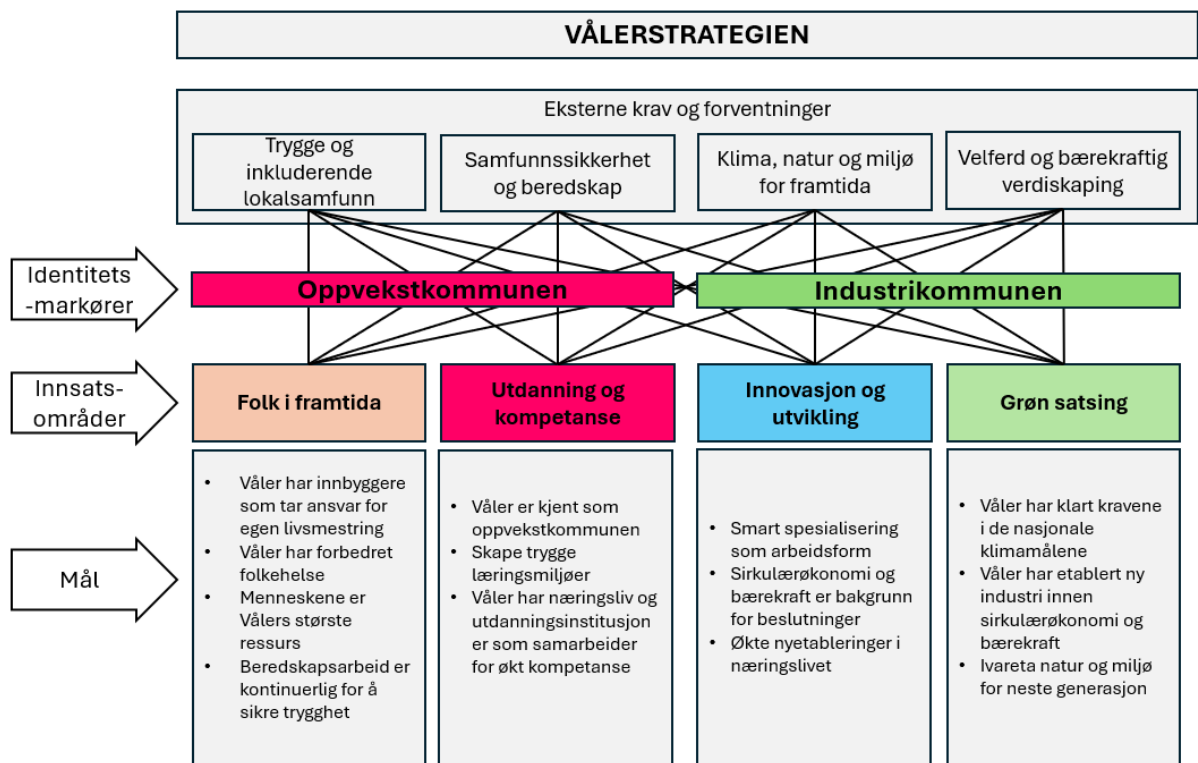 VÅLERSTRATEGIEN
Eksterne krav og forventninger
Trygge og
inkluderende
lokalsamfunn
Samfunnssikkerhet
og beredskap
Klima, natur og miljø
for framtida
Velferd og bærekraftig
verdiskaping
Identitets
-markører
Oppvekstkommunen
Industrikommunen
Innsats-
områder
Folk i framtida
Utdanning og
kompetanse
Innovasjon og
utvikling
Grøn satsing
Mål
• Våler har innbyggere
som tar ansvar for
egen livsmestring
• Våler har forbedret
folkehelse
• Menneskene er
Vålers største
ressurs
• Beredskapsarbeid er
kontinuerlig for å
sikre trygghet
• Våler er kjent som
oppvekstkommunen
• Skape trygge
læringsmiljøer
• Våler har næringsliv og
utdanningsinstitusjon
er som samarbeider
for økt kompetanse
• Smart spesialisering
som arbeidsform
• Sirkulærøkonomi og
bærekraft er bakgrunn
for beslutninger
• Økte nyetableringer i
næringslivet
• Våler har klart kravene
i de nasjonale
klimamålene
• Våler har etablert ny
industri innen
sirkulærøkonomi og
bærekraft
• Ivareta natur og miljø
for neste generasjon